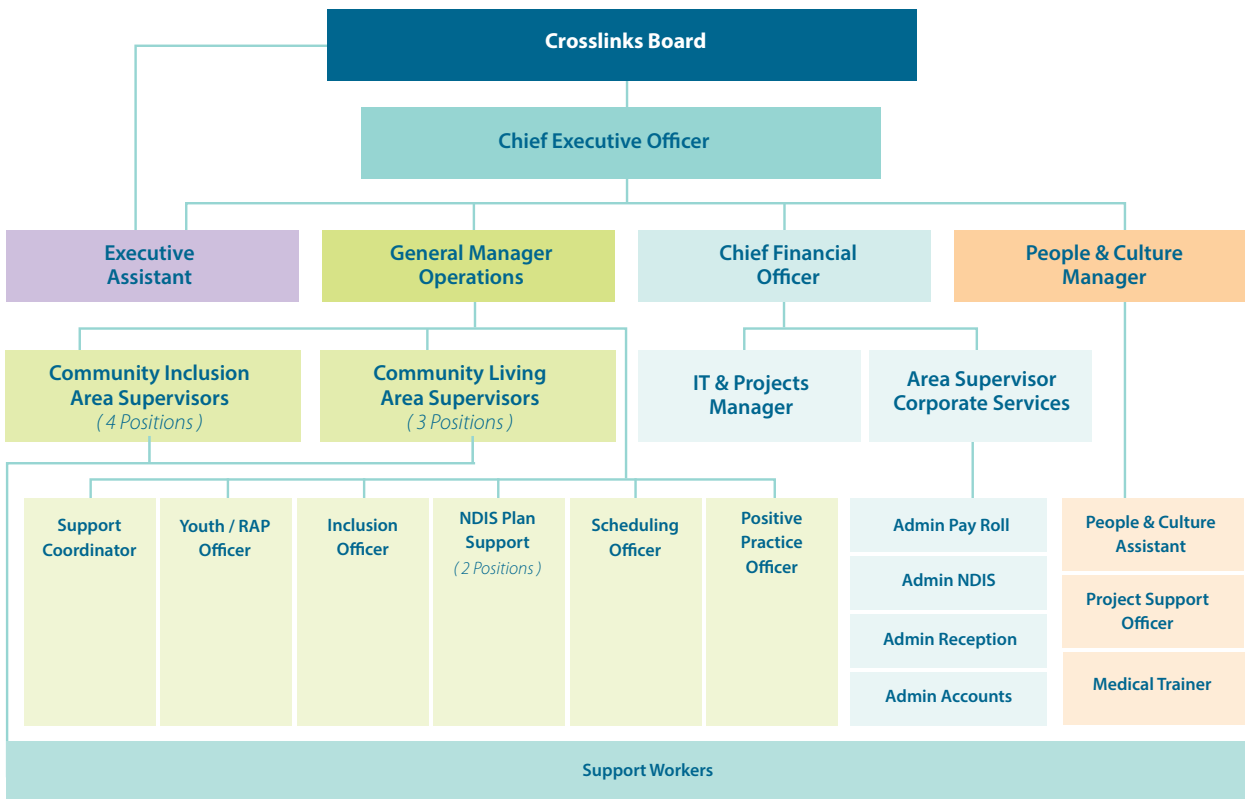 Crosslinks Board
Chief Executive Officer
Executive
Assistant
General Manager
Operations
Chief Financial
Officer
People & Culture
Manager
Community Inclusion
Area Supervisors
( 4 Positions )
Community Living
Area Supervisors
( 3 Positions )
IT & Projects
Manager
Area Supervisor
Corporate Services
Support
Coordinator
Youth / RAP
Officer
Inclusion
Officer
NDIS Plan
Support
( 2 Positions )
Scheduling
Officer
Positive
Practice
Officer
Admin Pay Roll
Admin NDIS
Admin Reception
Admin Accounts
People & Culture
Assistant
Project Support
Officer
Medical Trainer
Support Workers